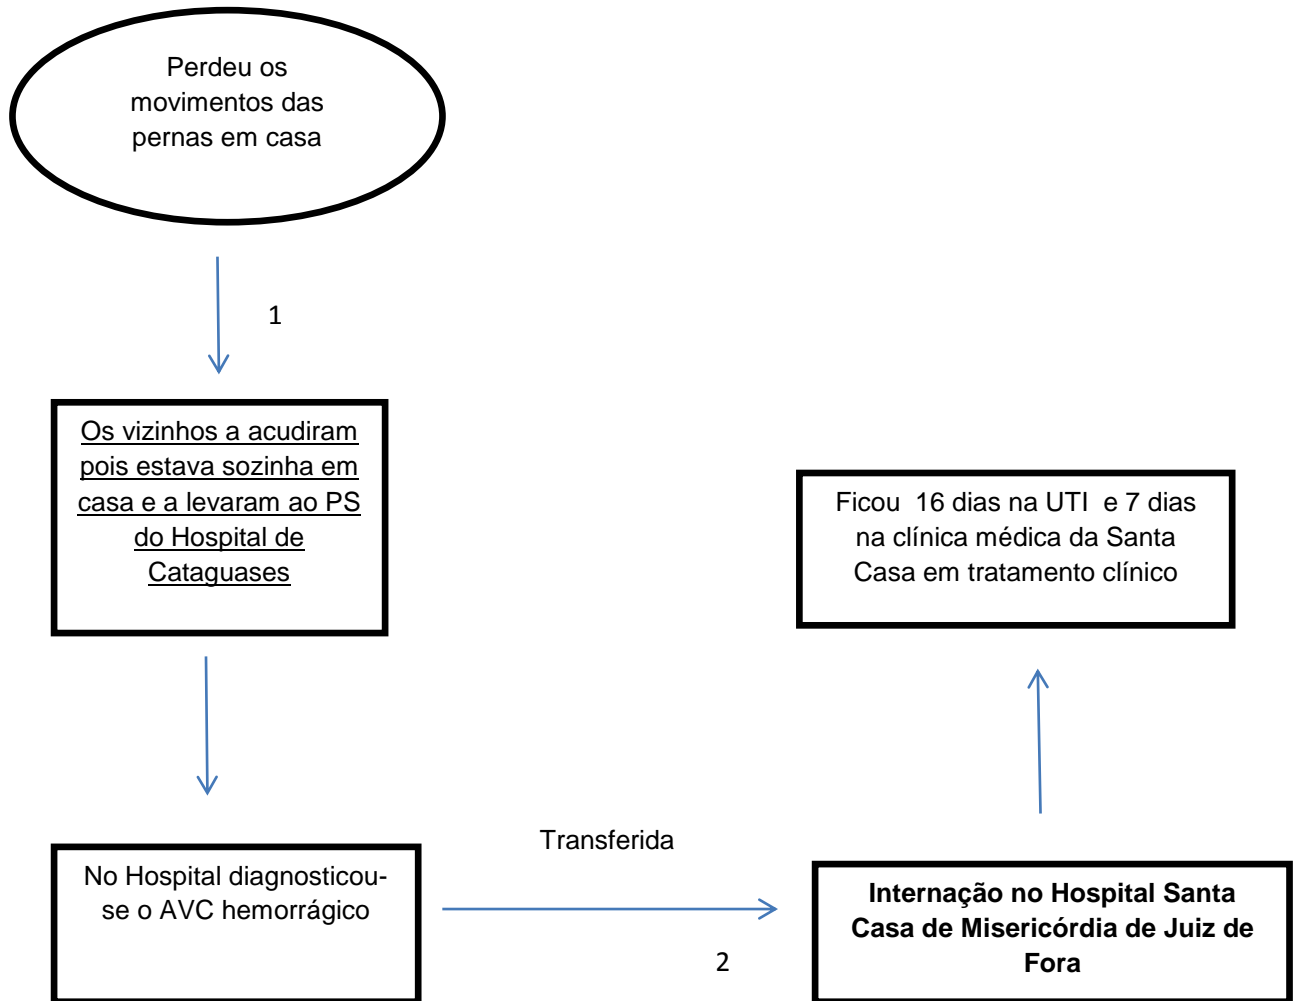 Perdeu os
movimentos das
pernas em casa
1
Os vizinhos a acudiram
pois estava sozinha em
casa e a levaram ao PS
do Hospital de
Cataguases
No Hospital diagnosticou-
se o AVC hemorrágico
Transferida
2
Internação no Hospital Santa
Casa de Misericórdia de Juiz de
Fora
Ficou 16 dias na UTI e 7 dias
na clínica médica da Santa
Casa em tratamento clínico